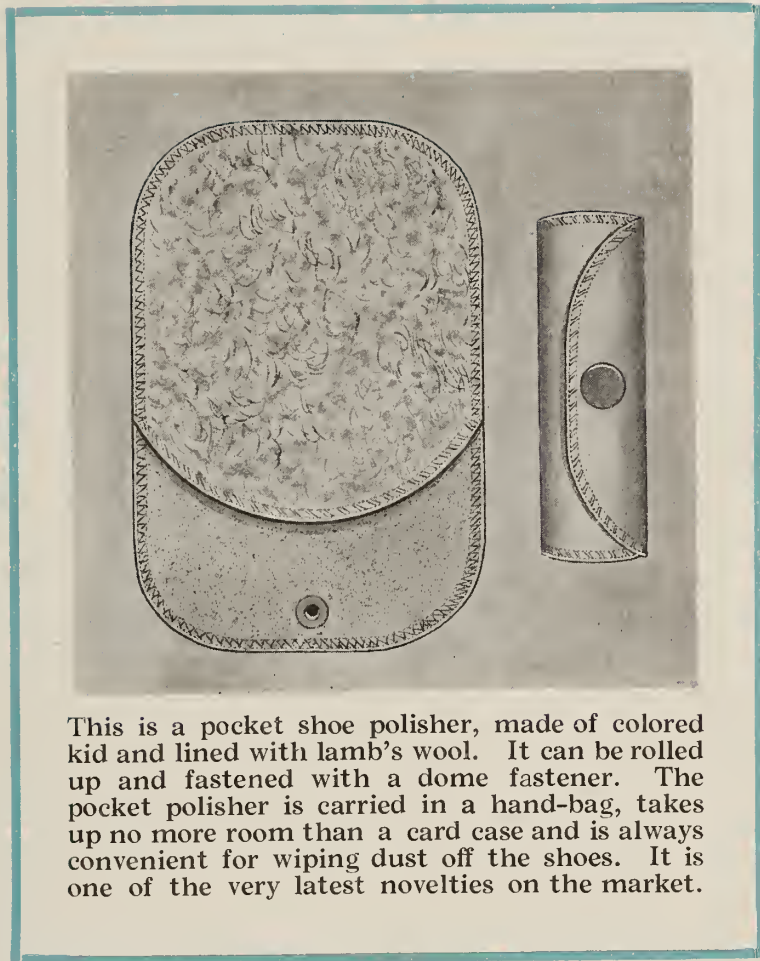 This is a pocket shoe polisher, made of colored
kid and lined with lamb's wool. It can be rolled
up and fastened with a dome fastener. The
pocket polisher is carried in a hand-bag, takes
up no more room than a card case and is always
convenient for wiping dust off the shoes. It is
one of the very latest novelties on the market.